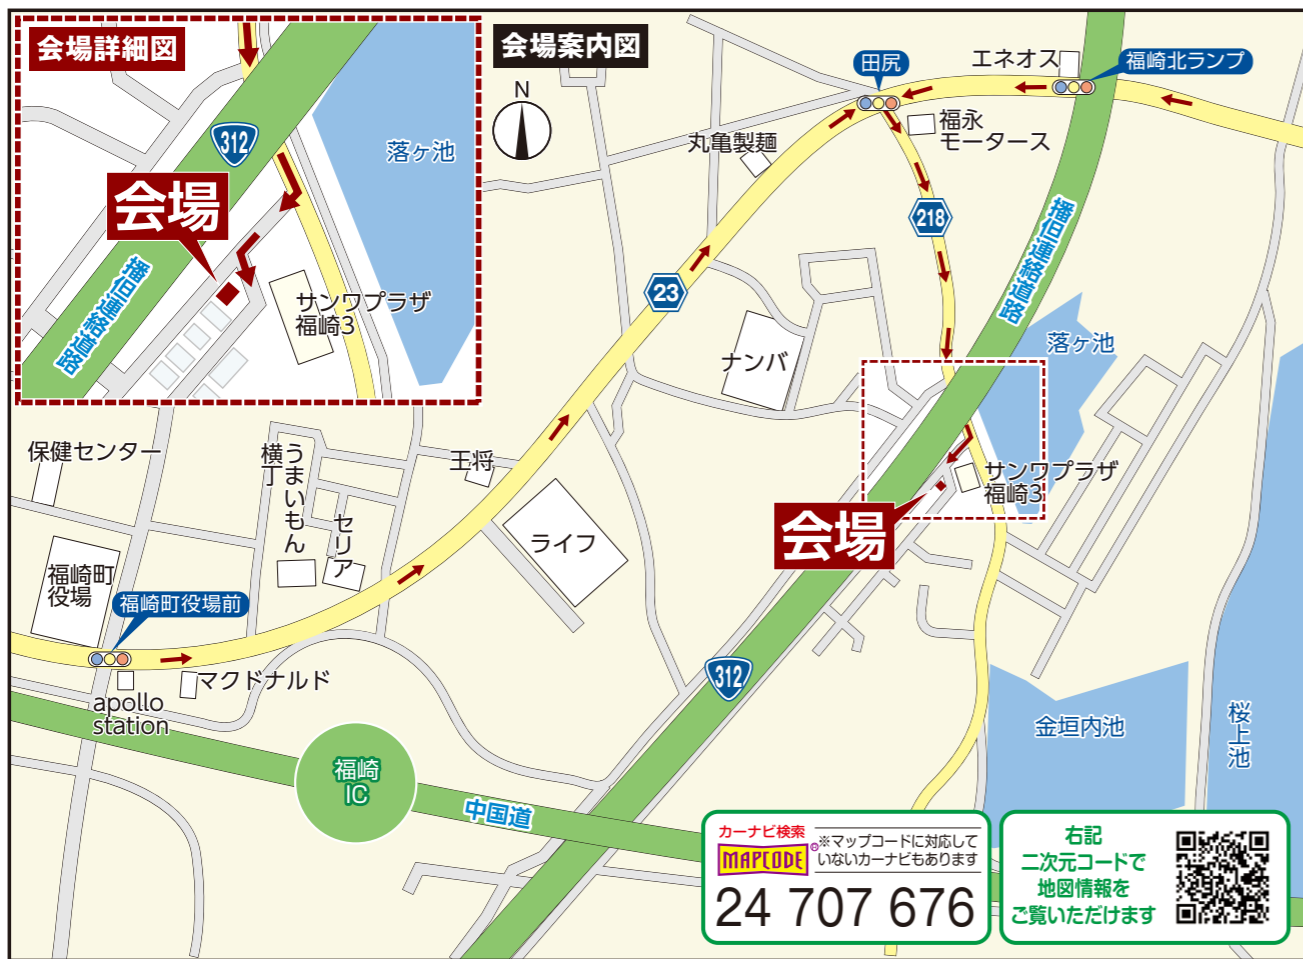 会場詳細図
312
落ヶ池
会場
播但連絡道路
サンワプラザ
福崎3
会場案内図
N
田尻
エネオス
福崎北ランプ
丸亀製麺
福永
モータース
218
23
播但連絡道路
落ヶ池
ナンバ
サンワプラザ
福崎3
会場
保健センター
うまいもん
横丁
セリア
王将
ライフ
福崎町
役場
福崎町役場前
apollo
station
マクドナルド
312
福崎
IC
中国道
金垣内池
桜上池
カーナビ検索
MAPCODE®
※マップコードに対応して
いないカーナビもあります
24 707 676
右記
二次元コードで
地図情報を
ご覧いただけます